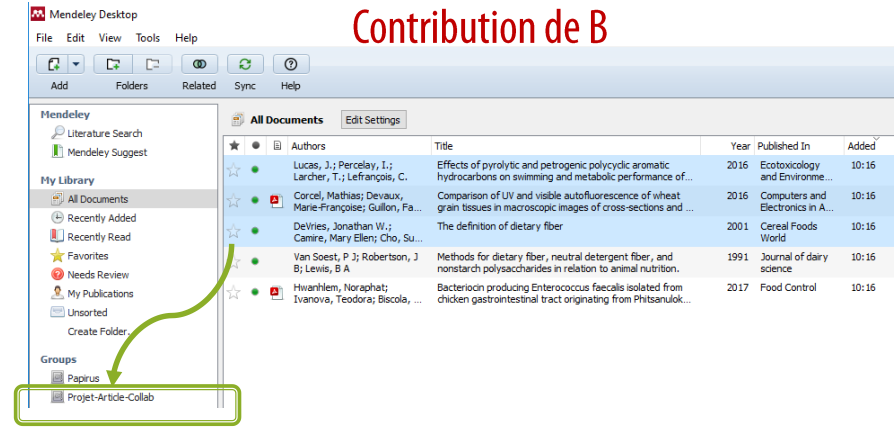 Mendeley Desktop
Contribution de B
File Edit View Tools Help
Add Folders Related Sync Help
Mendeley
Literature Search
Mendeley Suggest
My Library
All Documents
Recently Added
Recently Read
Favorites
Needs Review
My Publications
Unsorted
Create Folder...
Groups
Papirus
Projet-Article-Collab
All Documents Edit Settings
Authors Title Year Published In Added
Lucas, J.; Percelay, I.; Effects of pyrolytic and petrogenic polycyclic aromatic 2016 Ecotoxicology 10:16
Larcher, T.; Lefrançois, C. hydrocarbons on swimming and metabolic performance of... and Environme...
Corcel, Mathias; Devaux, Comparison of UV and visible autofluorescence of wheat 2016 Computers and 10:16
Marie-Françoise; Guillon, Fa... grain tissues in macroscopic images of cross-sections and ... Electronics in A...
DeVries, Jonathan W.; The definition of dietary fiber 2001 Cereal Foods 10:16
Camire, Mary Ellen; Cho, Su... World
Van Soest, P J; Robertson, J Methods for dietary fiber, neutral detergent fiber, and 1991 Journal of dairy 10:16
B; Lewis, B A nonstarch polysaccharides in relation to animal nutrition. science
Hwanhlem, Noraphat; Bacteriocin producing Enterococcus faecalis isolated from 2017 Food Control 10:16
Ivanova, Teodora; Biscola, ... chicken gastrointestinal tract originating from Phitsanulok...